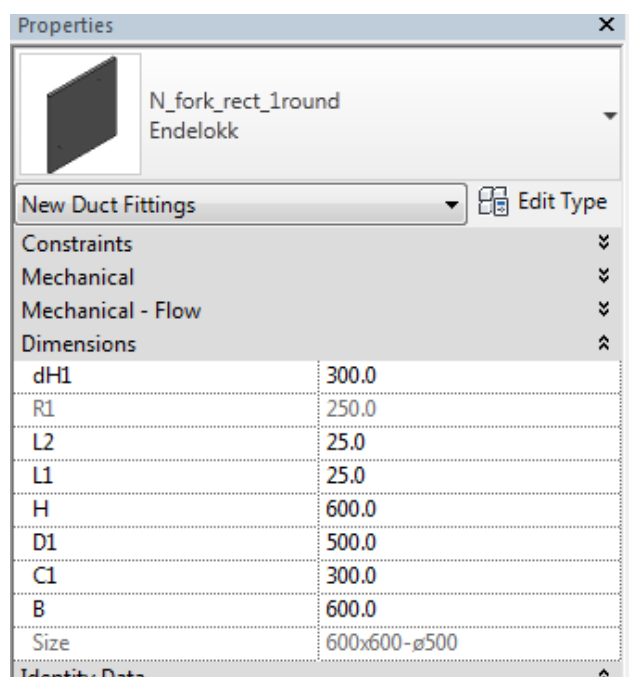 Properties
N_fork_rect_1round
Endelokk
New Duct Fittings Edit Type
Constraints
Mechanical
Mechanical - Flow
Dimensions
dH1 300.0
R1 250.0
L2 25.0
L1 25.0
H 600.0
D1 500.0
C1 300.0
B 600.0
Size 600x600-ø500
Identity Data